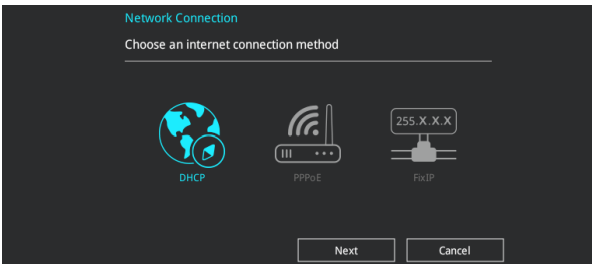 Network Connection
Choose an internet connection method
255.X.X.X
DHCP PPPoE FixIP
Next Cancel